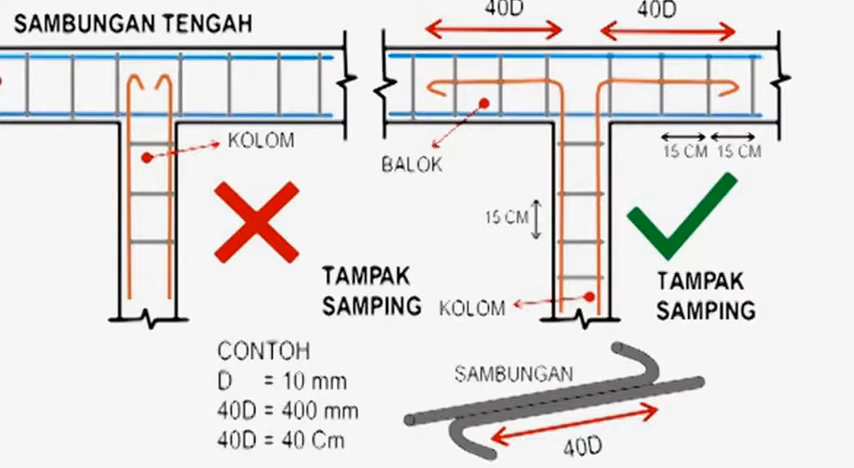 SAMBUNGAN TENGAH
40D
40D
KOLOM
BALOK
15 CM
15 CM
15 CM
TAMPAK
SAMPING
KOLOM
TAMPAK
SAMPING
CONTOH
D = 10 mm
40D = 400 mm
40D = 40 Cm
SAMBUNGAN
40D